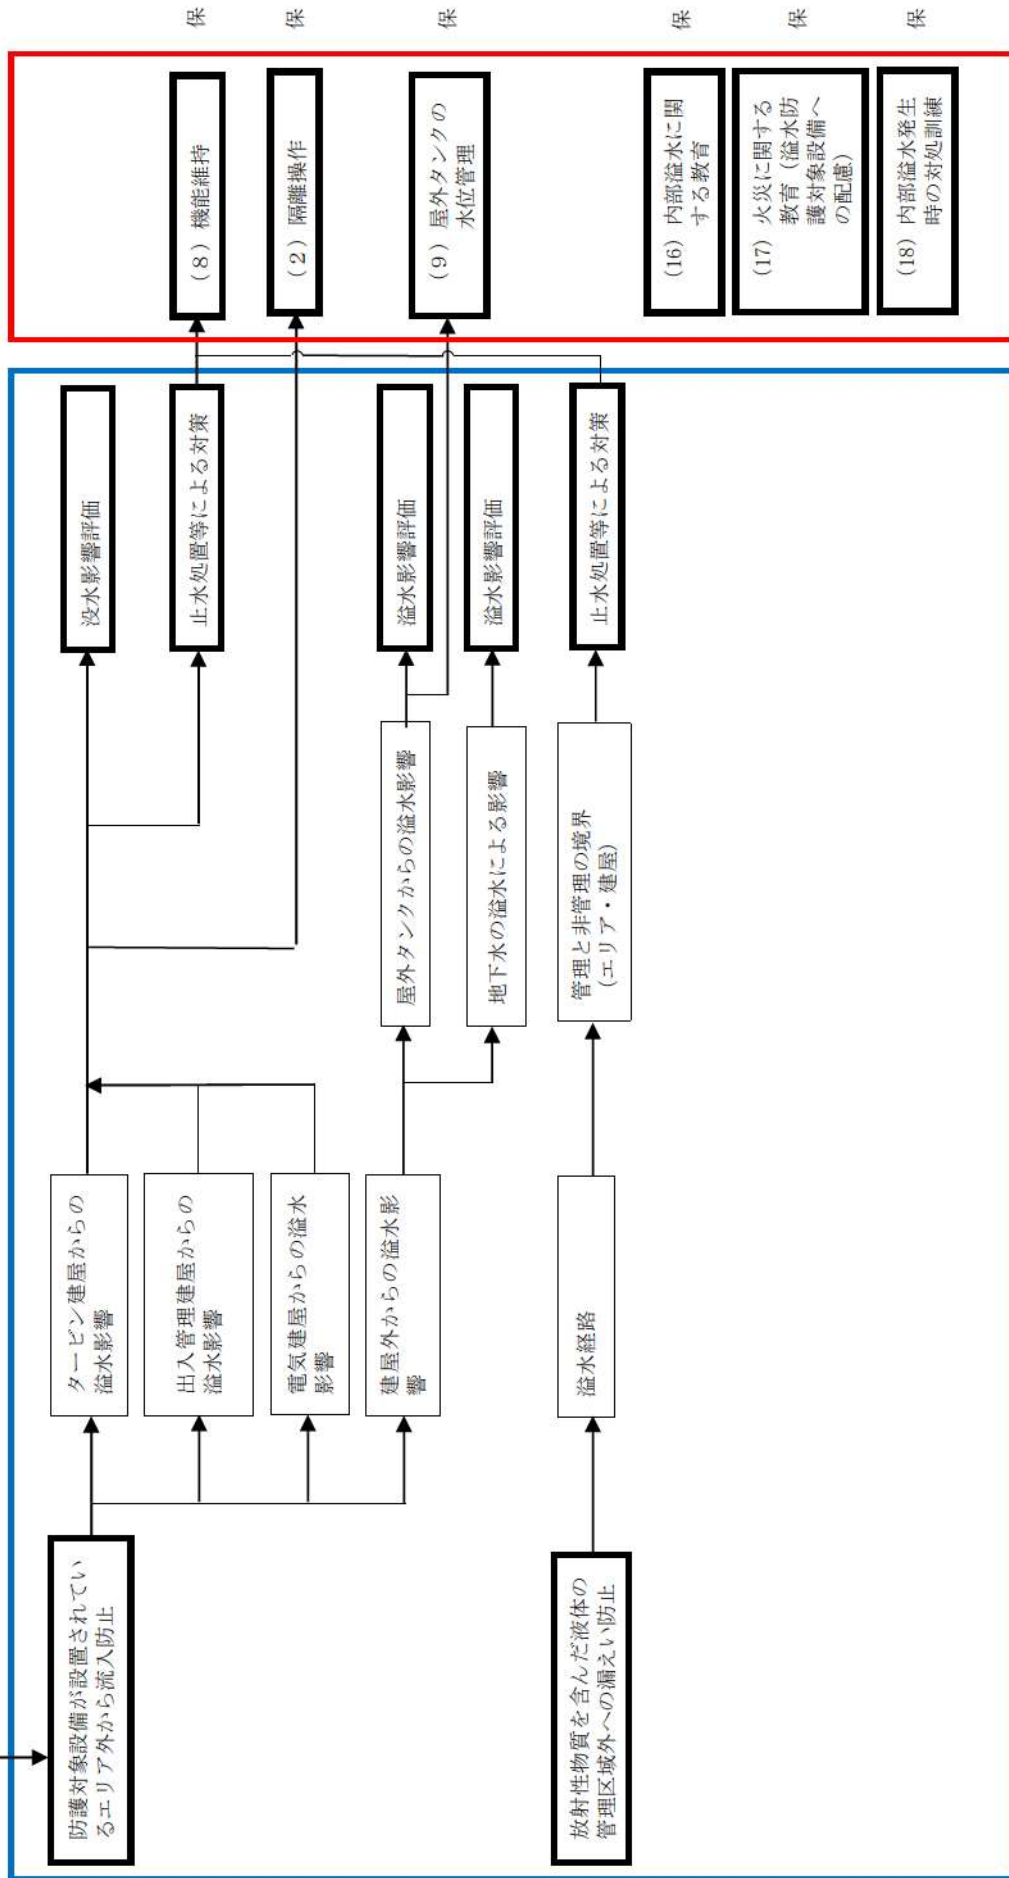 防護対象設備が設置されてい
るエリア外から流入防止
タービン建屋からの
溢水影響
出入管理建屋からの
溢水影響
電気建屋からの溢水
影響
建屋外からの溢水影
響
屋外タンクからの溢水影響
地下水の溢水による影響
没水影響評価
止水処置等による対策
溢水影響評価
溢水影響評価
放射性物質を含んだ液体の
管理区域外への漏えい防止
溢水経路
管理と非管理の境界
(エリア・建屋)
止水処置等による対策
(8) 機能維持
(2) 隔離操作
(9) 屋外タンクの
水位管理
(16) 内部溢水に関
する教育
(17) 火災に関する
教育（溢水防
護対象設備へ
の配慮）
(18) 内部溢水発生
時の対処訓練
保
保
保
保
保
保